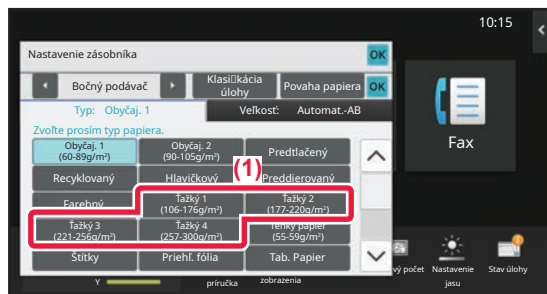 10:15
Nastavenie zásobníka
OK
Bočný podávač
Klasi kácia
úlohy
Povaha papiera
OK
Typ: Obyčaj. 1
Veľkosť: Automat.-AB
Zvoľte prosím typ papiera.
Obyčaj. 1
(60-89g/m²)
Obyčaj. 2
(90-105g/m²)
Predtlačený
Recyklovaný
Hlavičkový
(1)
Preddierovaný
Farebný
Ťažký 1
(106-176g/m²)
Ťažký 2
(177-220g/m²)
Ťažký 3
(221-256g/m²)
Ťažký 4
(257-300g/m²)
Tenký papier
(55-59g/m²)
Štítky
Priehľ. fólia
Tab. Papier
Fax
vý počet
Nastavenie
jasu
Stav úlohy
Y
príručka
zobrazenia